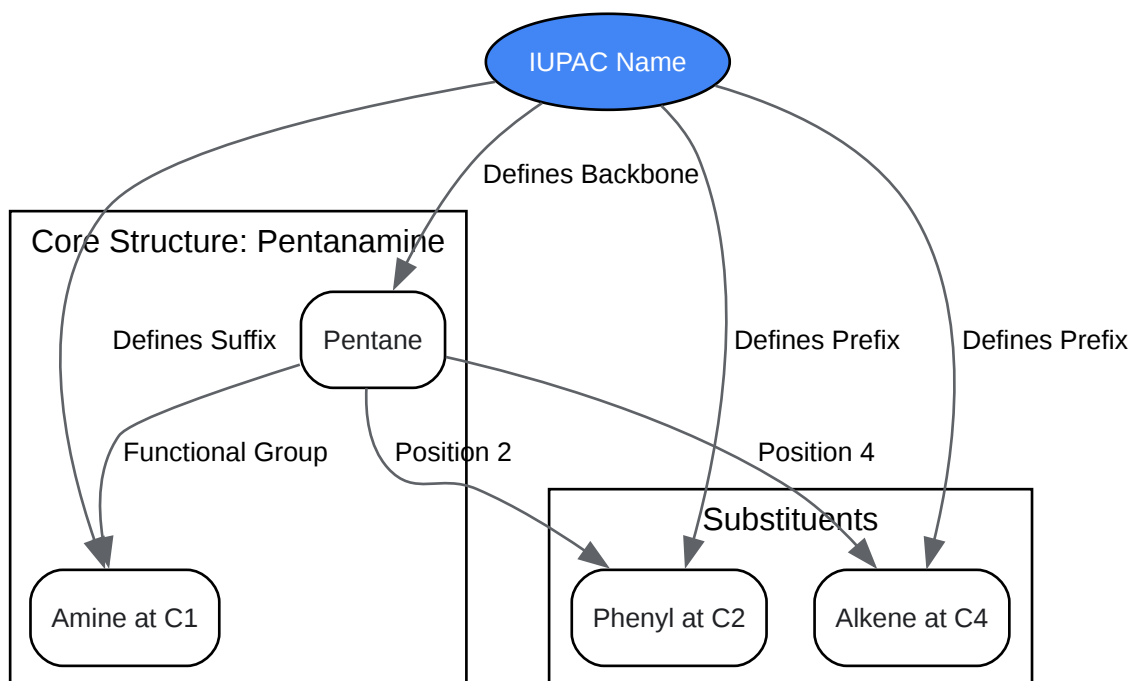 IUPAC Name
Defines Backbone
Core Structure: Pentanamine
Defines Suffix
Pentane
Defines Prefix
Defines Prefix
Functional Group
Position 2
Position 4
Substituents
Amine at C1
Phenyl at C2
Alkene at C4